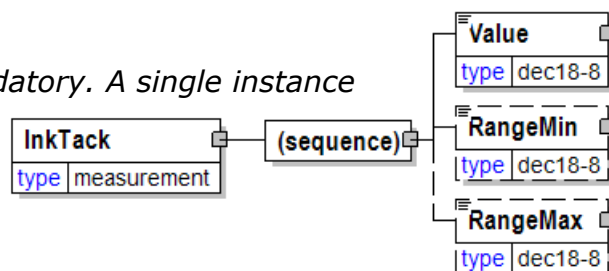 Value
type dec18-8
datory. A single instance
InkTack
type measurement
(sequence)
RangeMin
type dec18-8
RangeMax
type dec18-8